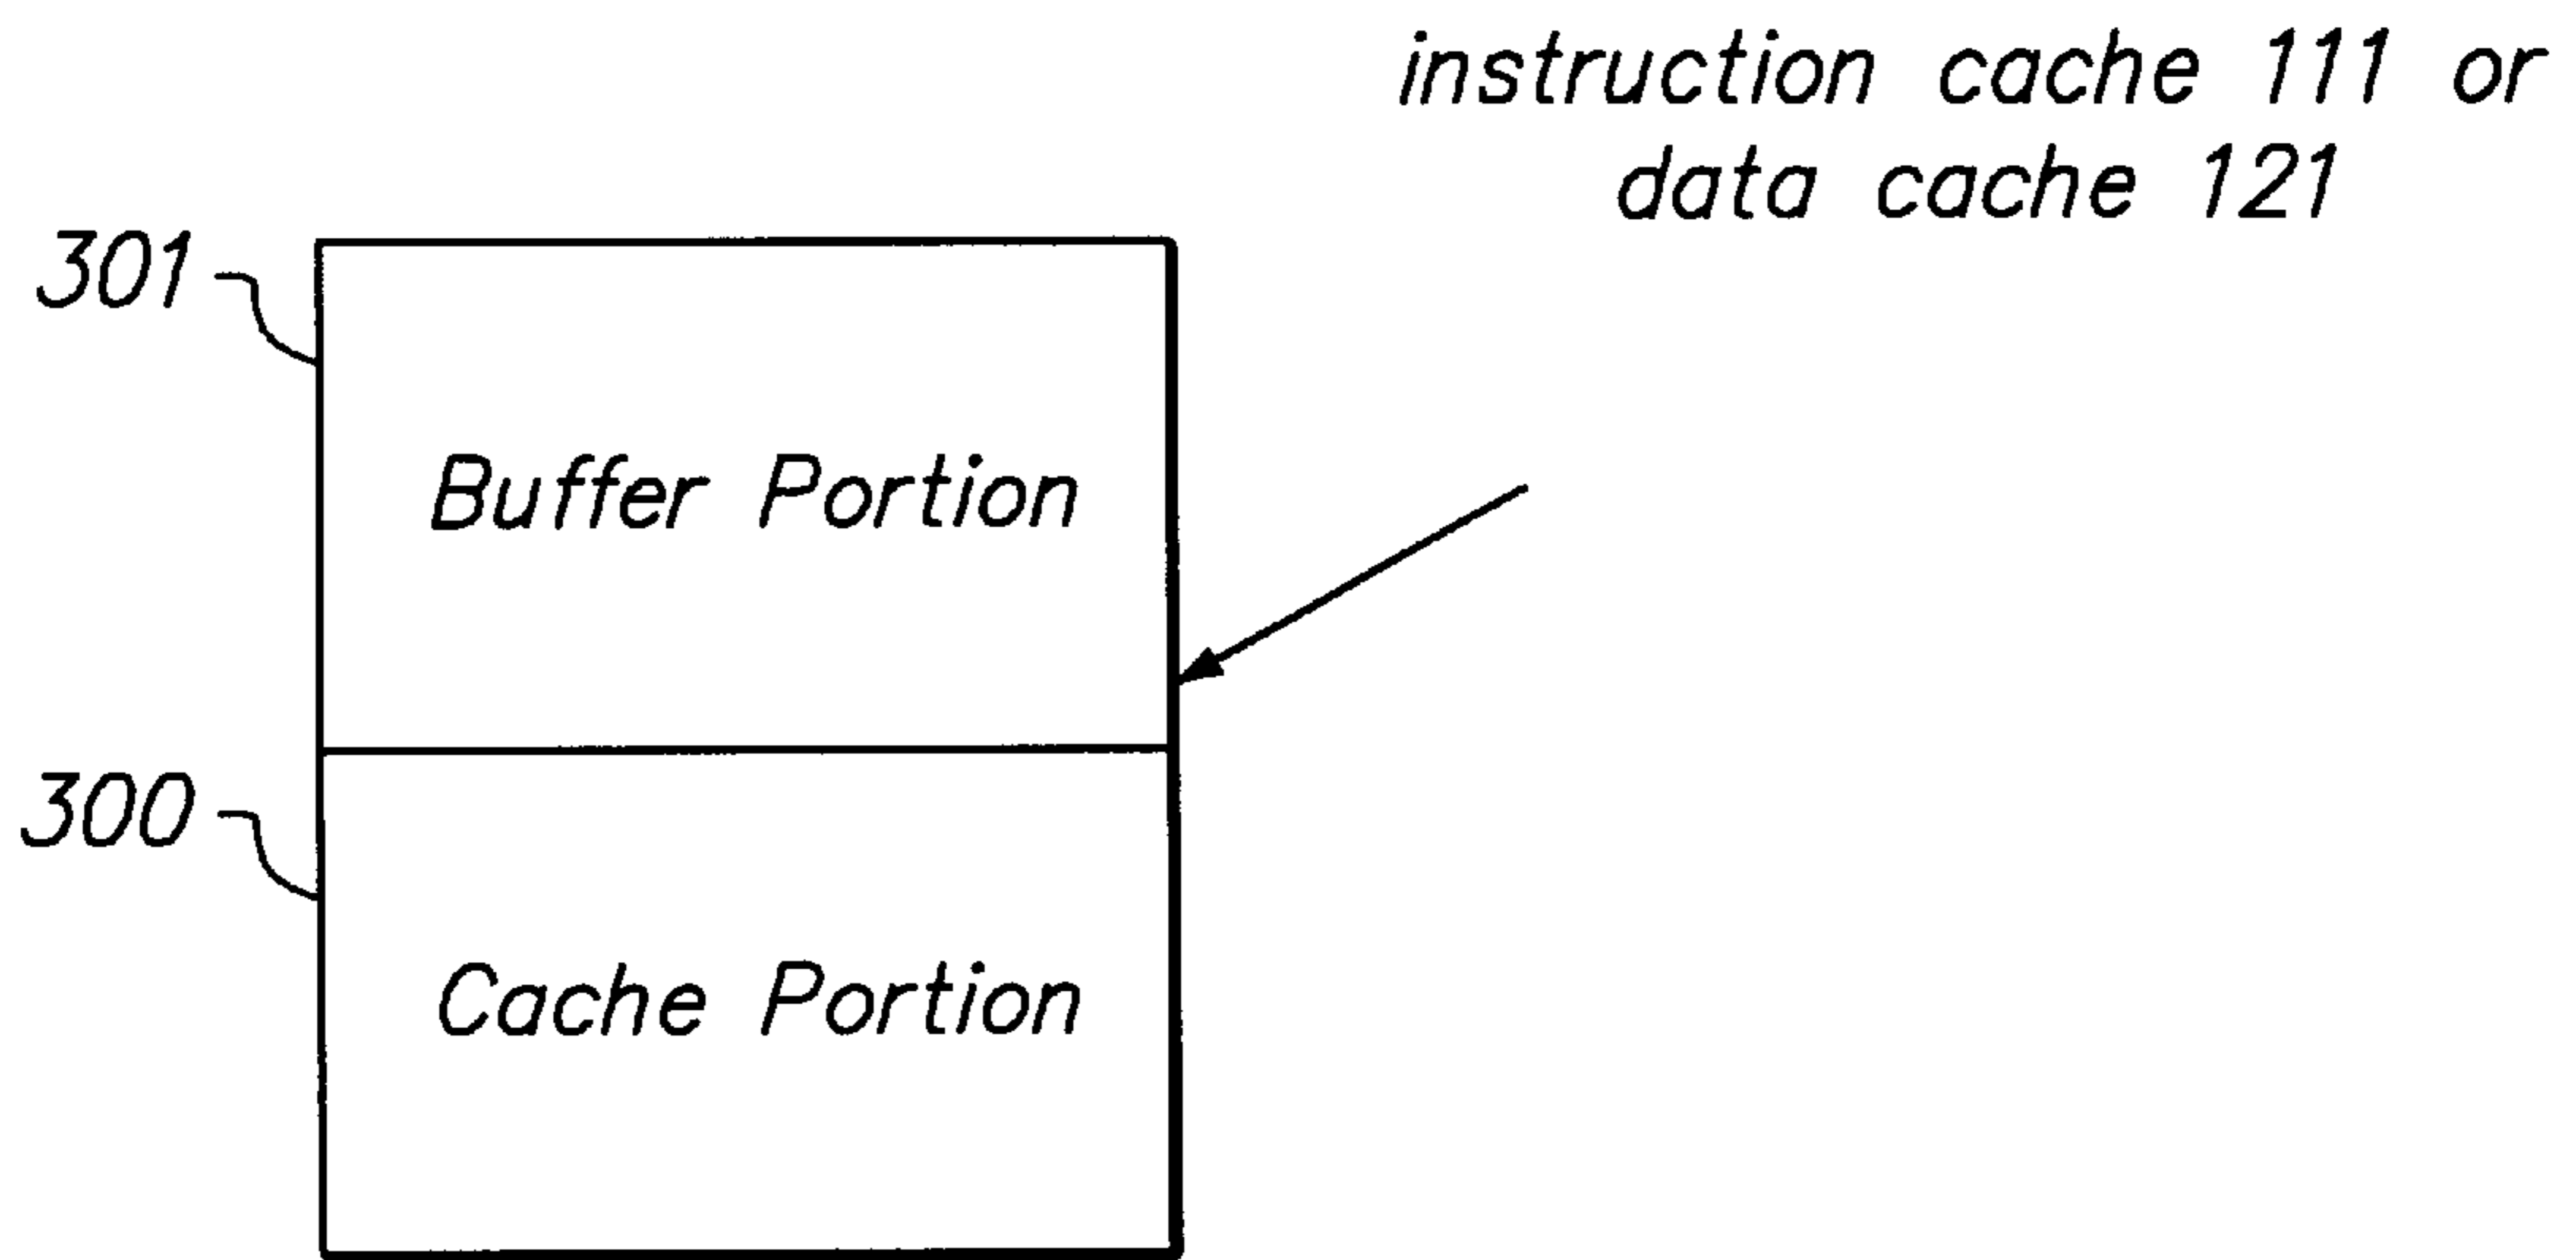 instruction cache 111 or
data cache 121
301
Buffer Portion
300
Cache Portion